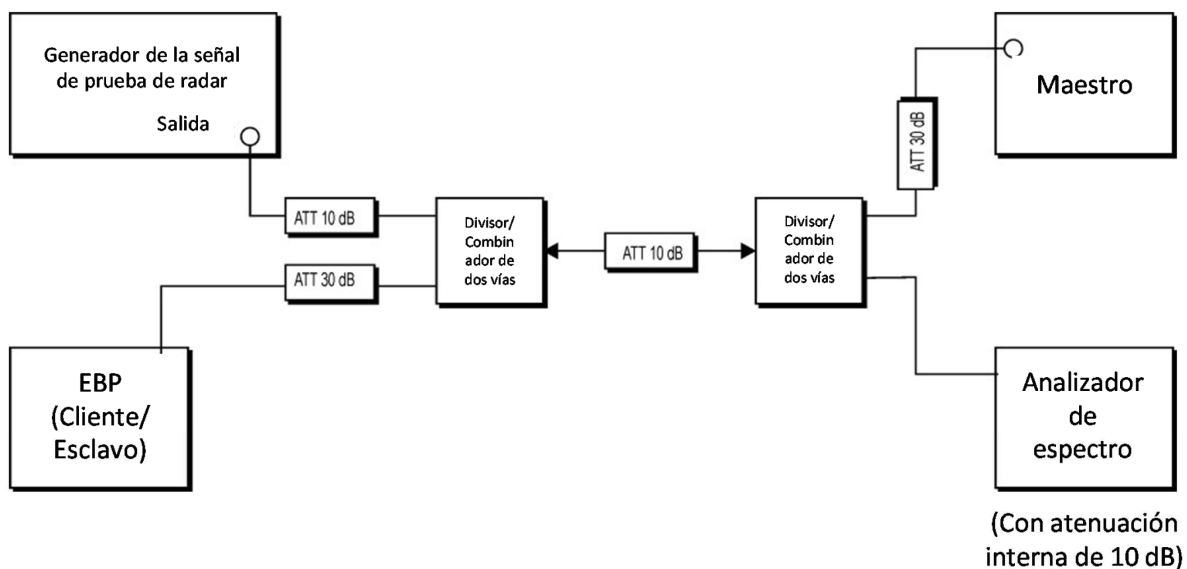 Generador de la señal
de prueba de radar
Salida
Maestro
ATT 30 dB
ATT 10 dB
Divisor/
Combin
ador de
dos vías
ATT 10 dB
Divisor/
Combin
ador de
dos vías
ATT 30 dB
EBP
(Cliente/
Esclavo)
Analizador
de
espectro
(Con atenuación
interna de 10 dB)